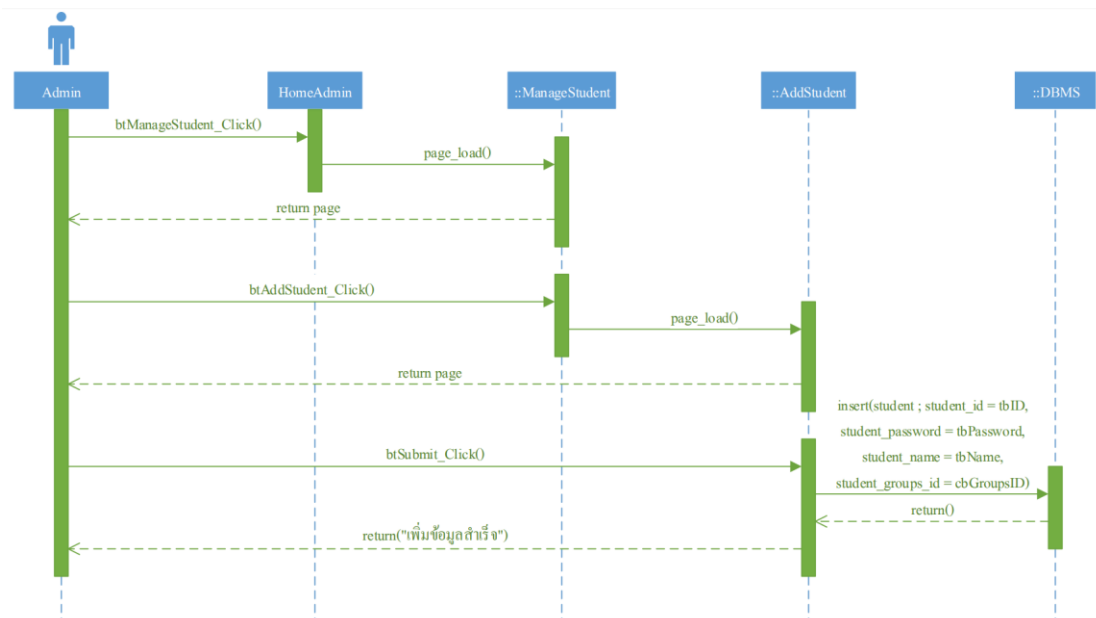 Admin
HomeAdmin
::ManageStudent
::AddStudent
::DBMS
btManageStudent_Click()
page_load()
return page
btAddStudent_Click()
page_load()
return page
insert(student ; student_id = tbID,
student_password = tbPassword,
student_name = tbName,
student_groups_id = cbGroupsID)
btSubmit_Click()
return()
return("เพิ่มข้อมูลสำเร็จ")